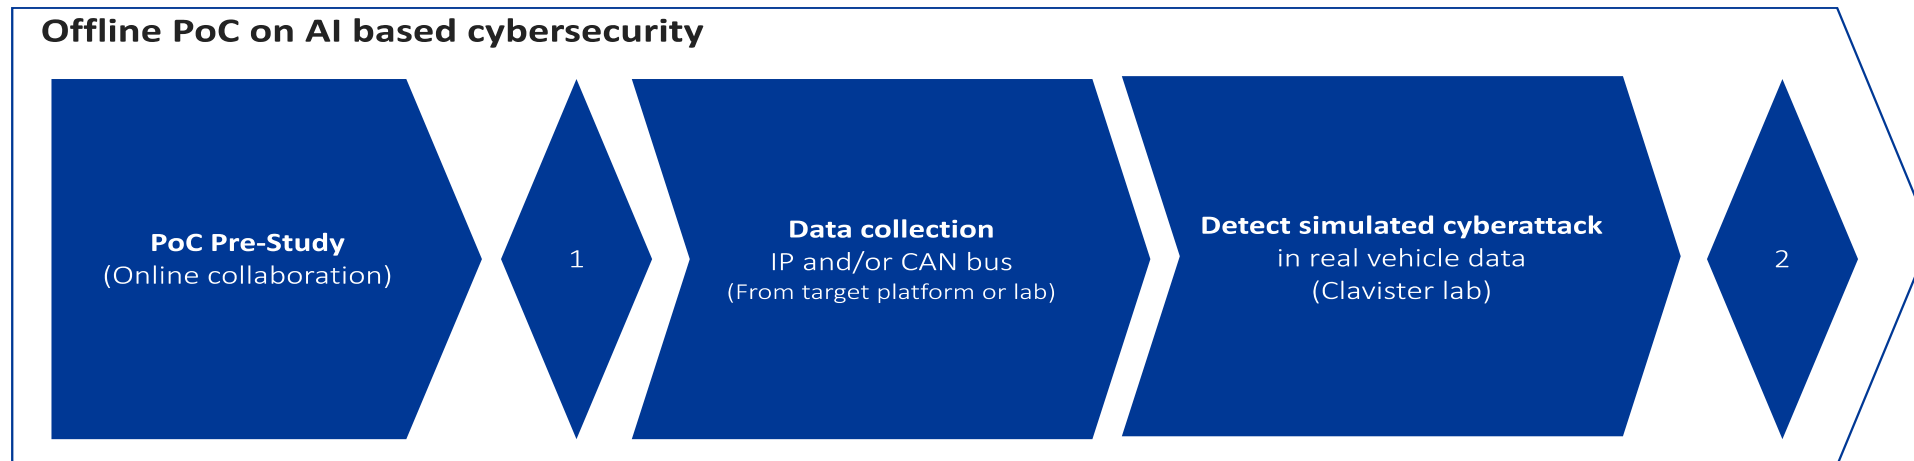 Offline PoC on AI based cybersecurity
PoC Pre-Study
(Online collaboration)
1
Data collection
IP and/or CAN bus
(From target platform or lab)
Detect simulated cyberattack
in real vehicle data
(Clavister lab)
2